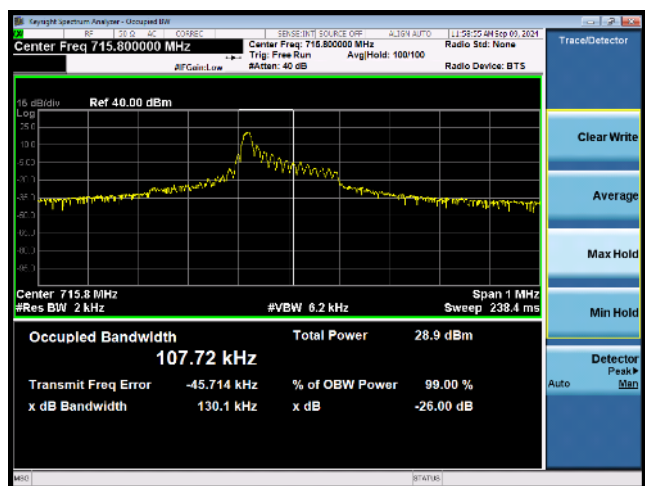 Keysight Spectrum Analyzer - Occupied BW
RF 50 Ω AC CORREC SENSE:INT SOURCE OFF ALIGN AUTO 11:58:55 AM Sep 09, 2021
Center Freq 715.800000 MHz Center Freq: 715.800000 MHz Radio Std: None Trace/Detector
Trig: Free Run Avg|Hold: 100/100
#IFGain:Low #Atten: 40 dB Radio Device: BTS
16 dB/div Ref 40.00 dBm
Log
Clear Write
Average
Max Hold
Center 715.8 MHz Span 1 MHz
#Res BW 2 kHz #VBW 6.2 kHz Sweep 238.4 ms
Min Hold
Occupied Bandwidth Total Power 28.9 dBm
107.72 kHz
Detector
Peak▶
Auto Man
Transmit Freq Error -45.714 kHz % of OBW Power 99.00 %
x dB Bandwidth 130.1 kHz x dB -26.00 dB
MSG STATUS